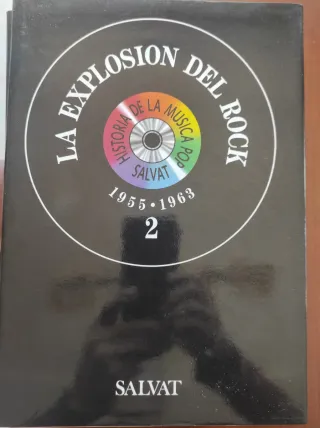 LA EXPLOSION DEL ROCK
HISTORIA DE LA MUSICA POP
SALVAT
1955 • 1963
2
SALVAT